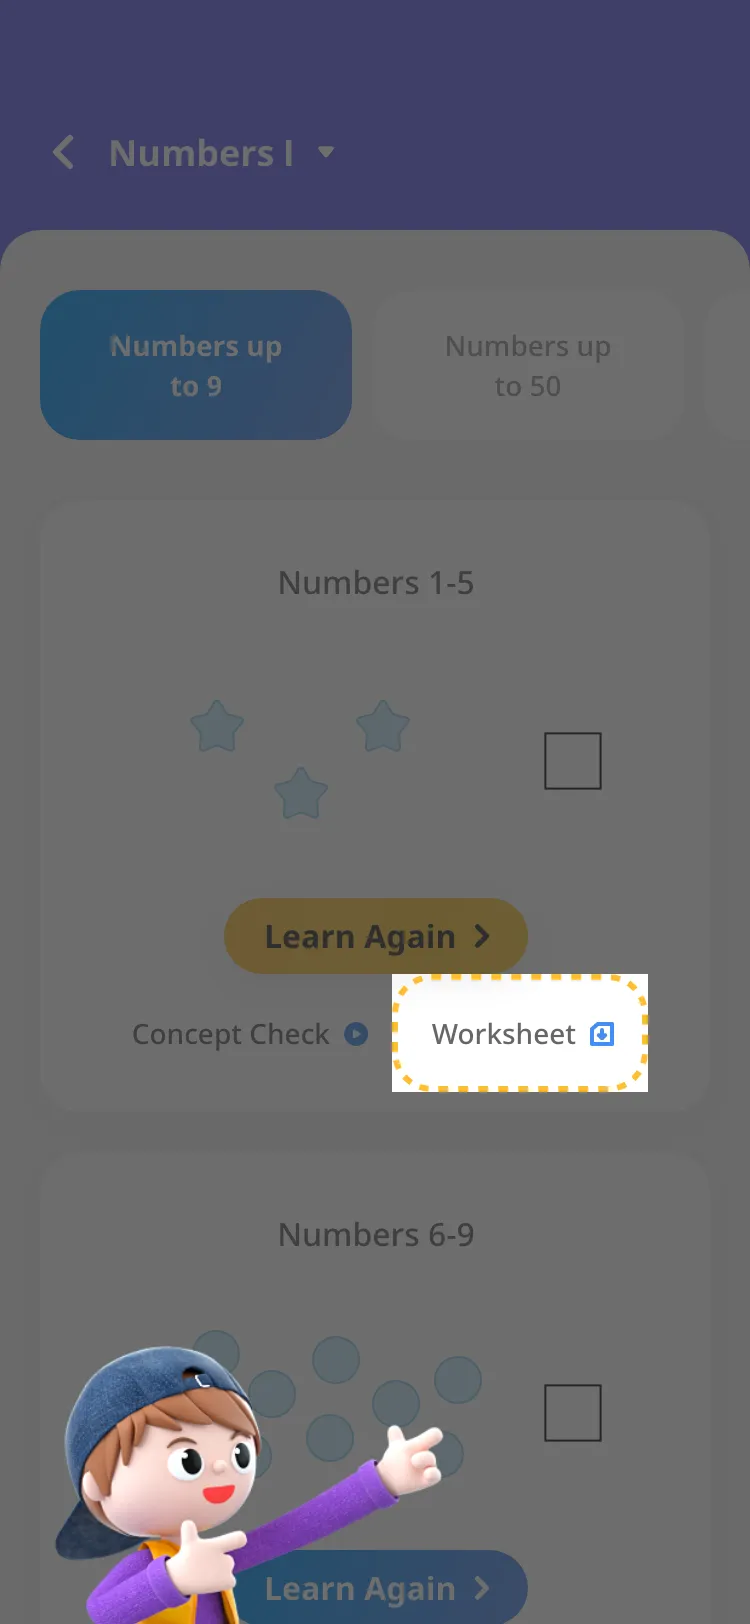 Numbers I
Numbers up
to 9
Numbers up
to 50
Numbers 1-5
Learn Again
Concept Check
Worksheet
Numbers 6-9
Learn Again